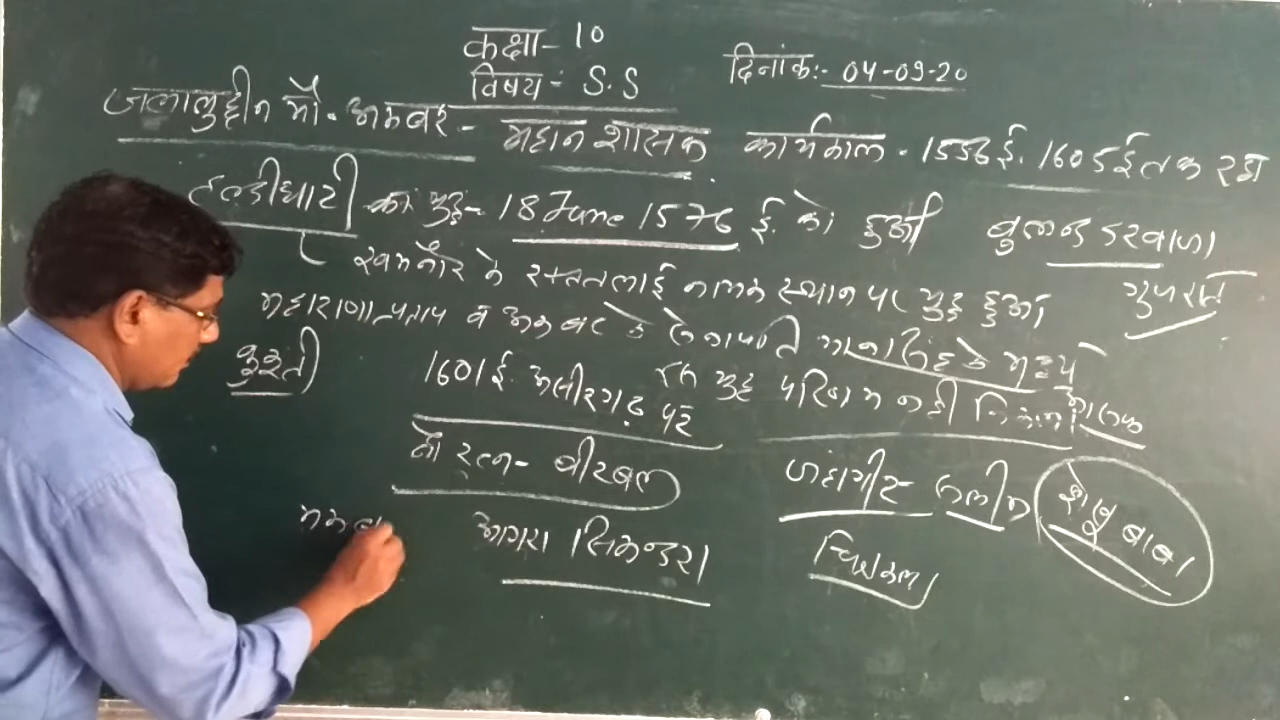 कक्षा- 10
विषय - S.S
दिनांक:- 04-09-20
जलालुद्दीन मौ. अकबर - महान शासक कार्यकाल - 1556 ई. 1605 ई तक रहा
हल्दीघाटी का युद्ध - 18 June 1576 ई. को हुआ
बुलन्द दरवाजा
गुजरात
खमनौर के रक्ततलाई नामक स्थान पर युद्ध हुआ,
महाराणा प्रताप व अकबर के सेनापति मानसिंह के मध्य
कुश्ती
1601 ई. असीरगढ़ पर
युद्ध परिणाम नही निकला
नौ रत्न - बीरबल
जहांगीर सलीम
शेखु बाबा
आगरा सिकन्दरा
चित्रकला